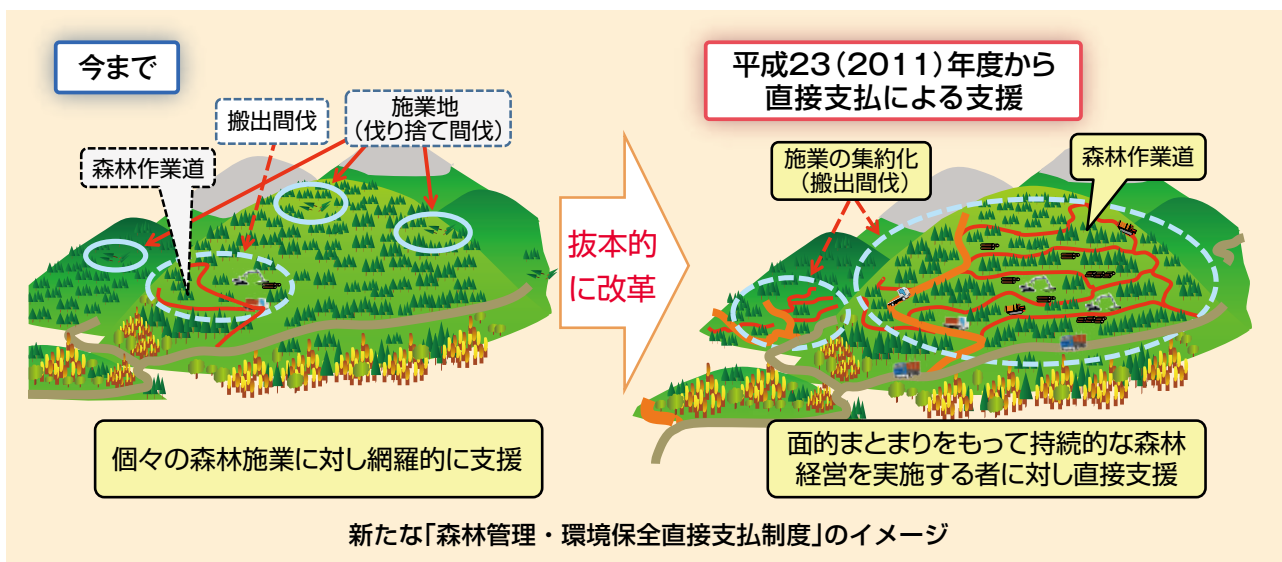 今まで
搬出間伐
施業地
(伐り捨て間伐)
森林作業道
個々の森林施業に対し網羅的に支援
抜本的
に改革
平成23(2011)年度から
直接支払による支援
施業の集約化
(搬出間伐)
森林作業道
面的まとまりをもって持続的な森林
経営を実施する者に対し直接支援
新たな「森林管理・環境保全直接支払制度」のイメージ